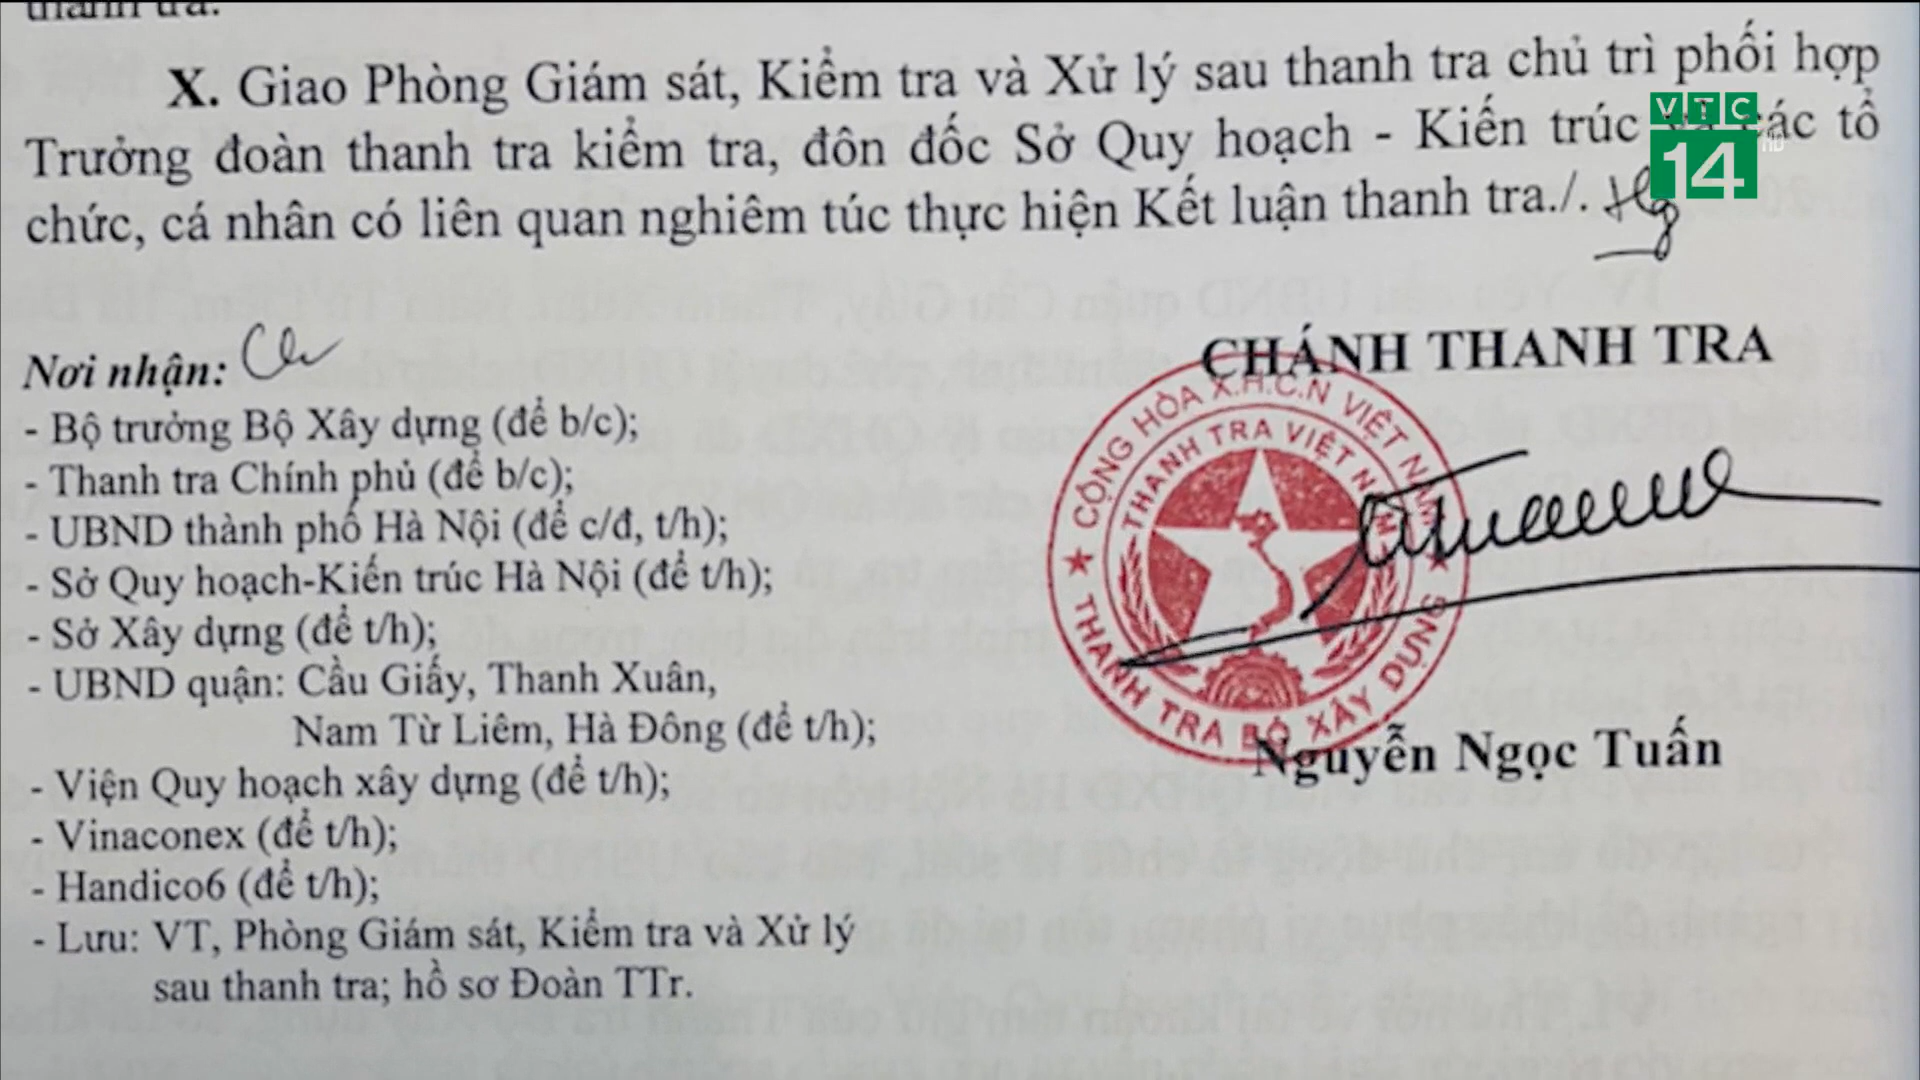 thanh tra.
X. Giao Phòng Giám sát, Kiểm tra và Xử lý sau thanh tra chủ trì phối hợp
Trưởng đoàn thanh tra kiểm tra, đôn đốc Sở Quy hoạch - Kiến trúc và các tổ
chức, cá nhân có liên quan nghiêm túc thực hiện Kết luận thanh tra./.
VTC
14
HD
Nơi nhận:
- Bộ trưởng Bộ Xây dựng (để b/c);
- Thanh tra Chính phủ (để b/c);
- UBND thành phố Hà Nội (để c/đ, t/h);
- Sở Quy hoạch-Kiến trúc Hà Nội (để t/h);
- Sở Xây dựng (để t/h);
- UBND quận: Cầu Giấy, Thanh Xuân,
Nam Từ Liêm, Hà Đông (để t/h);
- Viện Quy hoạch xây dựng (để t/h);
- Vinaconex (để t/h);
- Handico6 (để t/h);
- Lưu: VT, Phòng Giám sát, Kiểm tra và Xử lý
sau thanh tra; hồ sơ Đoàn TTr.
CHÁNH THANH TRA
CỘNG HÒA X.H.C.N VIỆT NAM
THANH TRA VIỆT NAM
THANH TRA BỘ XÂY DỰNG
Nguyễn Ngọc Tuấn